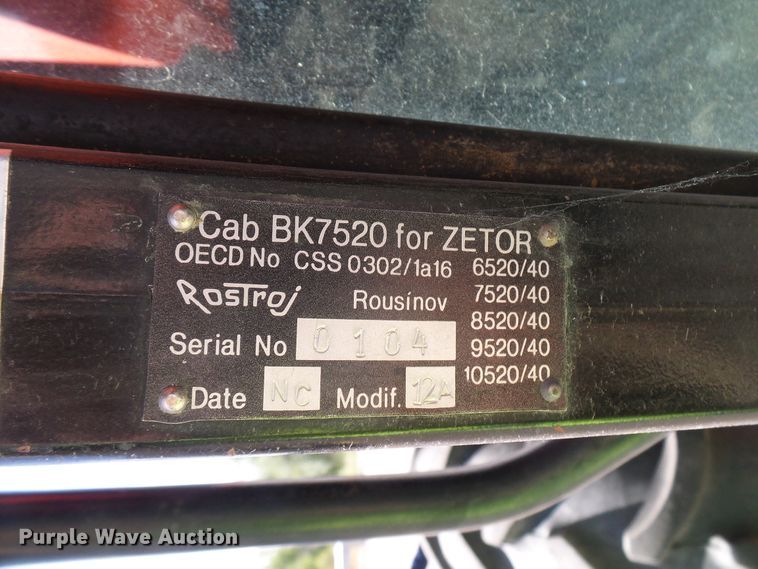 Cab BK7520 for ZETOR
OECD No CSS 0302/1a16 6520/40
7520/40
Rostroj Rousínov 8520/40
Serial No 0104 9520/40
10520/40
Date NC Modif. 12A
Purple Wave Auction®